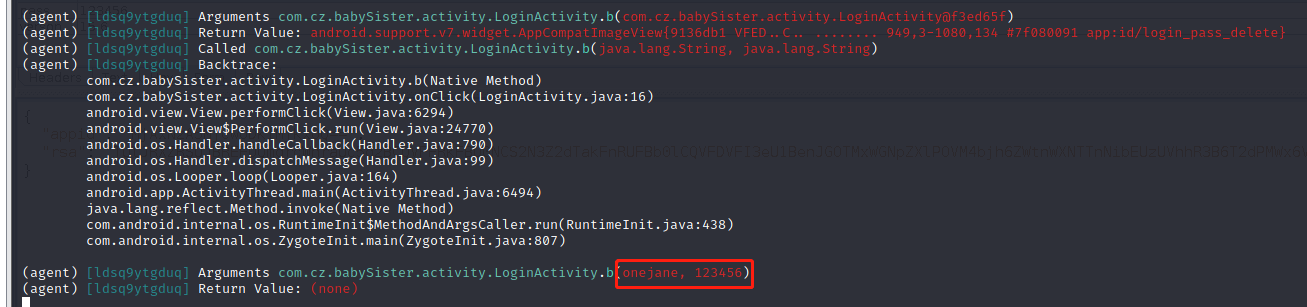 (agent) [ldsq9ytgduq] Arguments com.cz.babySister.activity.LoginActivity.b(com.cz.babySister.activity.LoginActivity@f3ed65f)
(agent) [ldsq9ytgduq] Return Value: android.support.v7.widget.AppCompatImageView{9136db1 VFED..C.. ........ 949,3-1080,134 #7f080091 app:id/login_pass_delete}
(agent) [ldsq9ytgduq] Called com.cz.babySister.activity.LoginActivity.b(java.lang.String, java.lang.String)
(agent) [ldsq9ytgduq] Backtrace:
com.cz.babySister.activity.LoginActivity.b(Native Method)
com.cz.babySister.activity.LoginActivity.onClick(LoginActivity.java:16)
android.view.View.performClick(View.java:6294)
android.view.View$PerformClick.run(View.java:24770)
android.os.Handler.handleCallback(Handler.java:790)
android.os.Handler.dispatchMessage(Handler.java:99)
android.os.Looper.loop(Looper.java:164)
android.app.ActivityThread.main(ActivityThread.java:6494)
java.lang.reflect.Method.invoke(Native Method)
com.android.internal.os.RuntimeInit$MethodAndArgsCaller.run(RuntimeInit.java:438)
com.android.internal.os.ZygoteInit.main(ZygoteInit.java:807)
(agent) [ldsq9ytgduq] Arguments com.cz.babySister.activity.LoginActivity.b(onejane, 123456)
(agent) [ldsq9ytgduq] Return Value: (none)